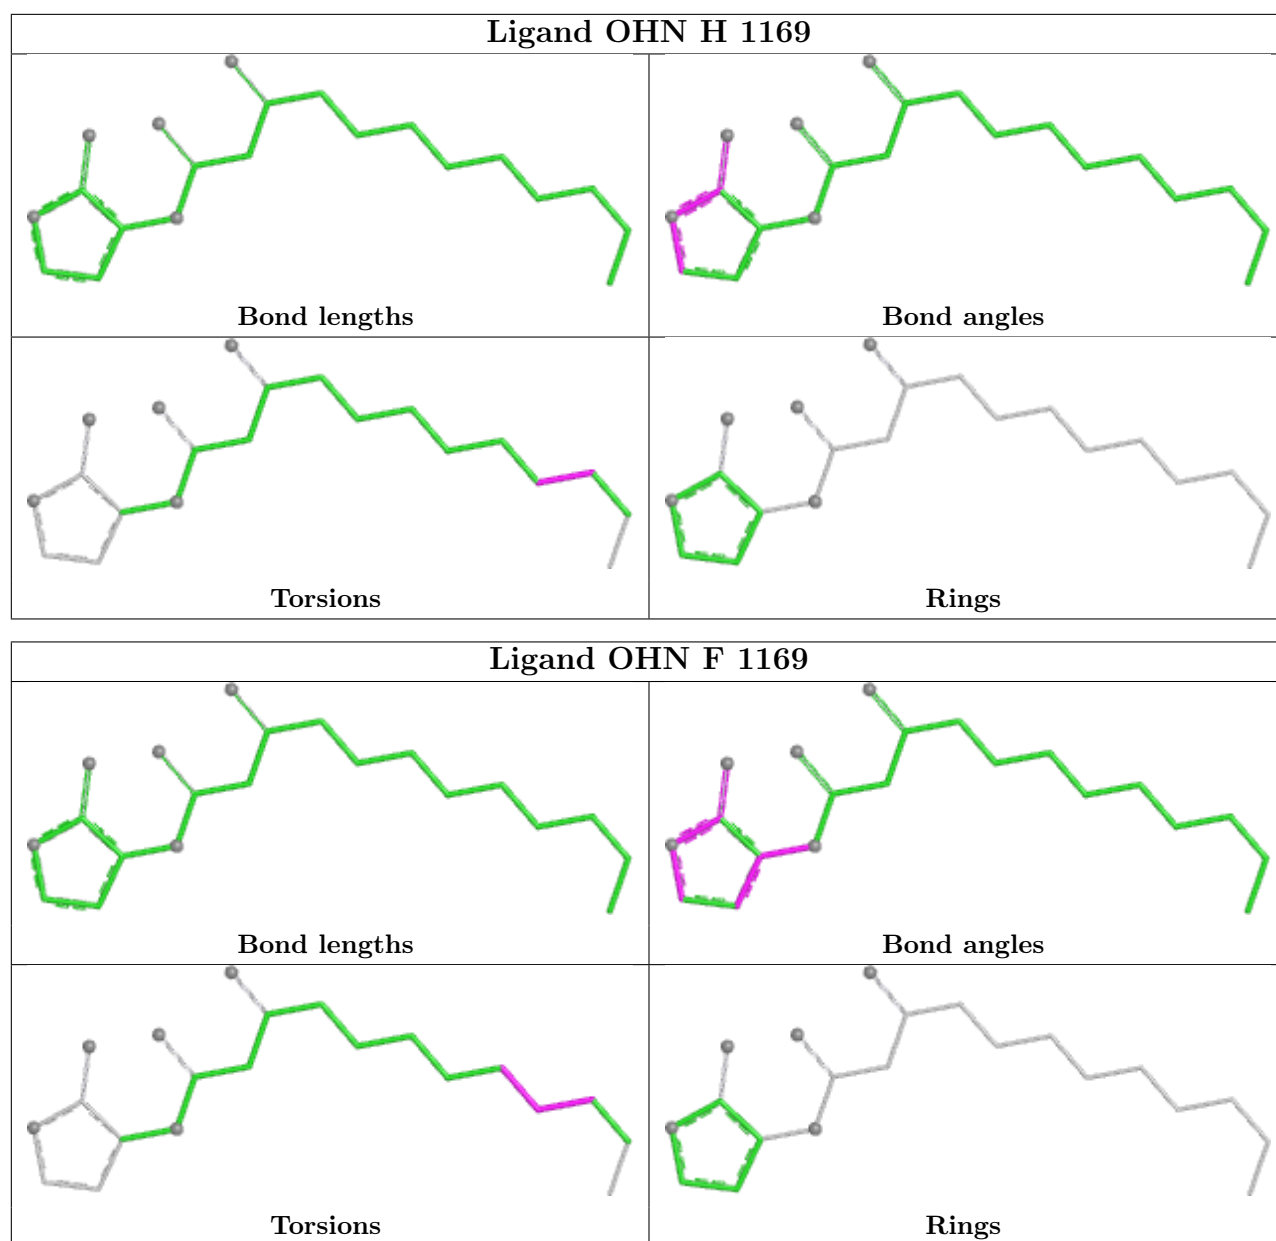 Ligand OHN H 1169
Bond lengths
Bond angles
Torsions
Rings
Ligand OHN F 1169
Bond lengths
Bond angles
Torsions
Rings